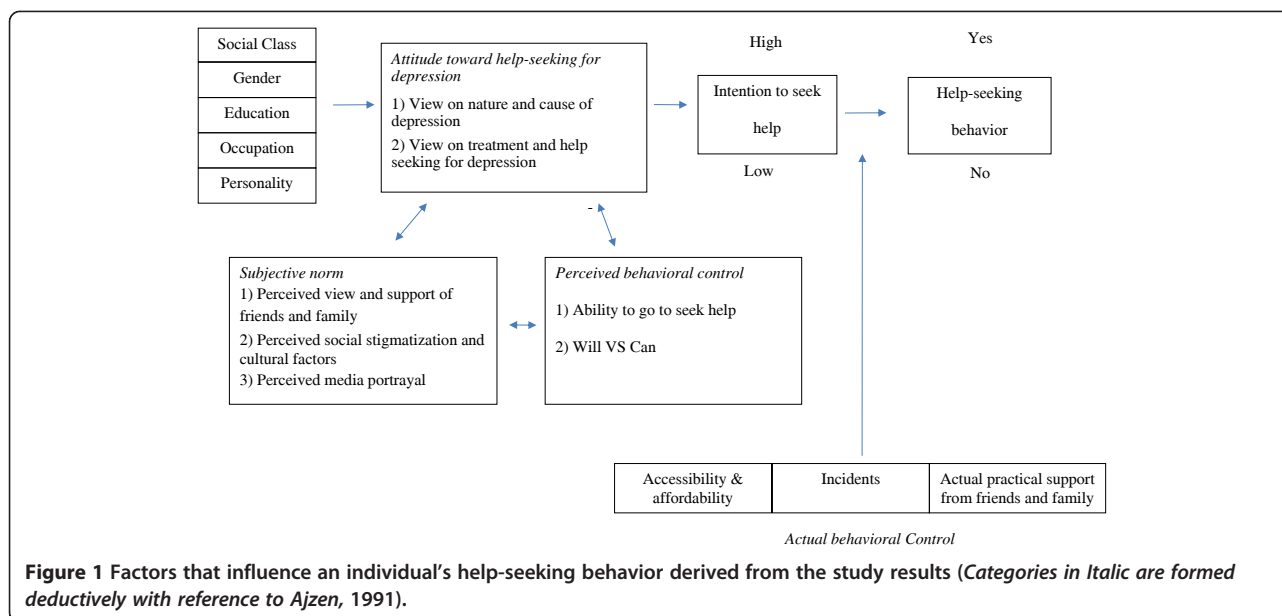 Social Class
Gender
Education
Occupation
Personality
Attitude toward help-seeking for
depression
1) View on nature and cause of
depression
2) View on treatment and help
seeking for depression
High
Intention to seek
help
Low
Yes
Help-seeking
behavior
No
-
Subjective norm
1) Perceived view and support of
friends and family
2) Perceived social stigmatization and
cultural factors
3) Perceived media portrayal
Perceived behavioral control
1) Ability to go to seek help
2) Will VS Can
Accessibility &
affordability
Incidents
Actual practical support
from friends and family
Actual behavioral Control
Figure 1 Factors that influence an individual's help-seeking behavior derived from the study results (Categories in Italic are formed
deductively with reference to Ajzen, 1991).